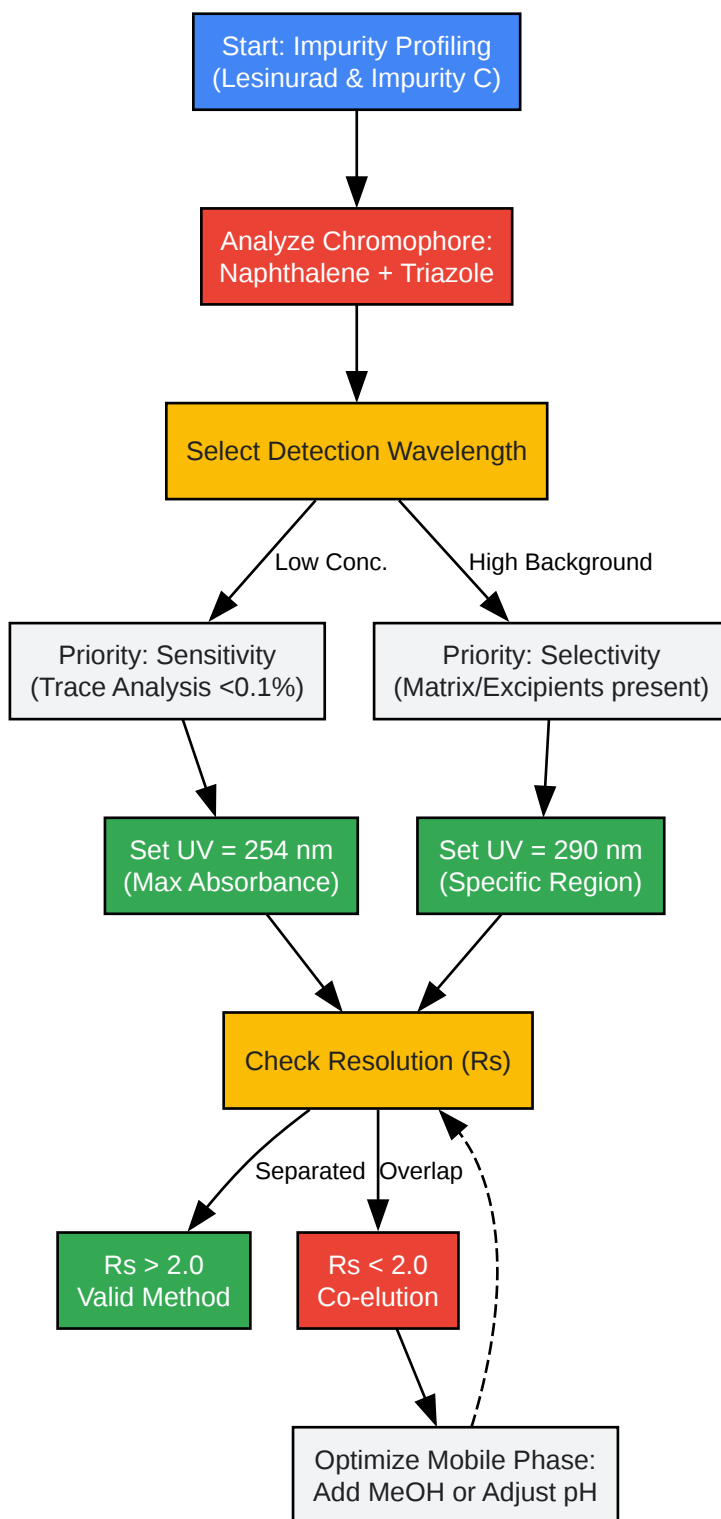 Start: Impurity Profiling
(Lesinurad & Impurity C)
Analyze Chromophore:
Naphthalene + Triazole
Select Detection Wavelength
Low Conc.
High Background
Priority: Sensitivity
(Trace Analysis <0.1%)
Priority: Selectivity
(Matrix/Excipients present)
Set UV = 254 nm
(Max Absorbance)
Set UV = 290 nm
(Specific Region)
Check Resolution (Rs)
Separated
Overlap
Rs > 2.0
Valid Method
Rs < 2.0
Co-elution
Optimize Mobile Phase:
Add MeOH or Adjust pH